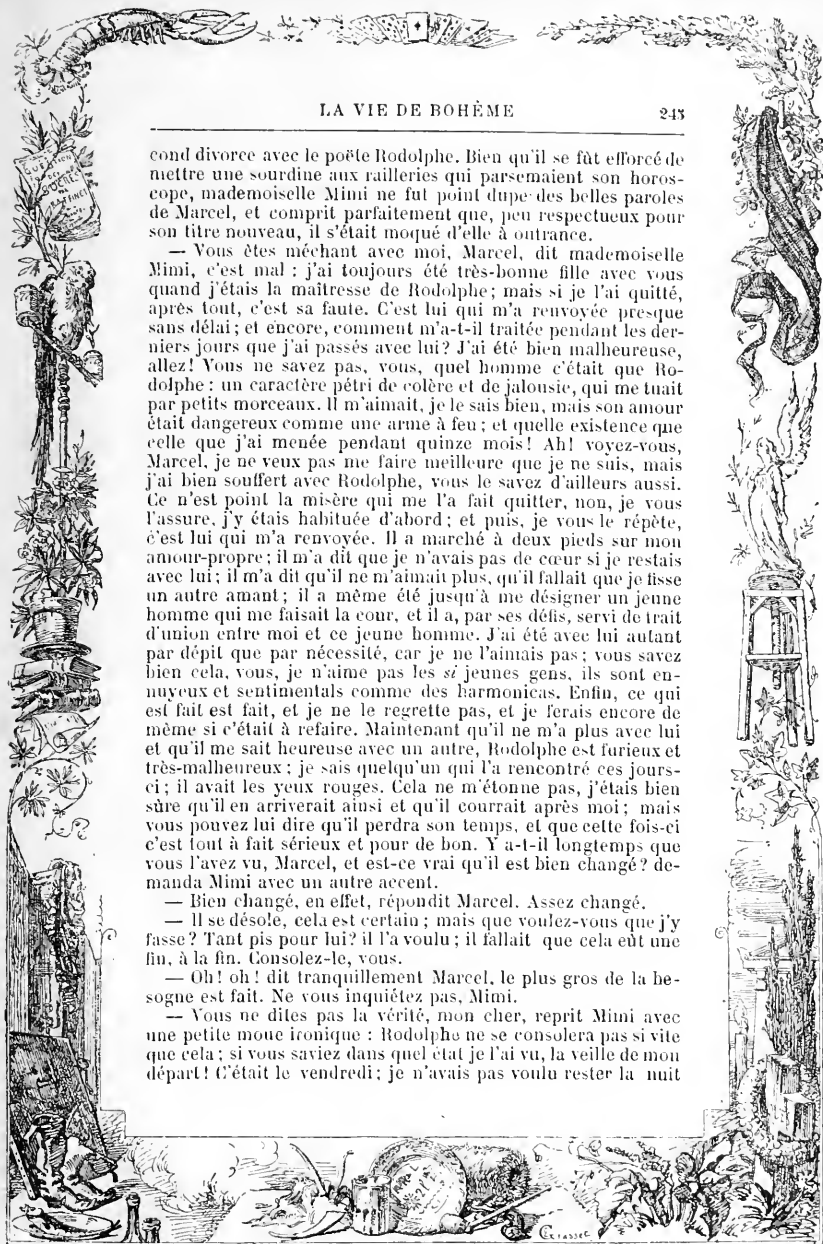 LA VIE DE BOHÈME 245
cond divorce avec le poëte Rodolphe. Bien qu'il se fût efforcé de
mettre une sourdine aux railleries qui parsemaient son horos-
cope, mademoiselle Mimi ne fut point dupe des belles paroles
de Marcel, et comprit parfaitement que, peu respectueux pour
son titre nouveau, il s'était moqué d'elle à outrance.
— Vous êtes méchant avec moi, Marcel, dit mademoiselle
Mimi, c'est mal : j'ai toujours été très-bonne fille avec vous
quand j'étais la maîtresse de Rodolphe; mais si je l'ai quitté,
après tout, c'est sa faute. C'est lui qui m'a renvoyée presque
sans délai ; et encore, comment m'a-t-il traitée pendant les der-
niers jours que j'ai passés avec lui? J'ai été bien malheureuse,
allez! Vous ne savez pas, vous, quel homme c'était que Ro-
dolphe : un caractère pétri de colère et de jalousie, qui me tuait
par petits morceaux. Il m'aimait, je le sais bien, mais son amour
était dangereux comme une arme à feu ; et quelle existence que
celle que j'ai menée pendant quinze mois! Ah! voyez-vous,
Marcel, je ne veux pas me faire meilleure que je ne suis, mais
j'ai bien souffert avec Rodolphe, vous le savez d'ailleurs aussi.
Ce n'est point la misère qui me l'a fait quitter, non, je vous
l'assure, j'y étais habituée d'abord ; et puis, je vous le répète,
c'est lui qui m'a renvoyée. Il a marché à deux pieds sur mon
amour-propre ; il m'a dit que je n'avais pas de cœur si je restais
avec lui ; il m'a dit qu'il ne m'aimait plus, qu'il fallait que je fisse
un autre amant ; il a même été jusqu'à me désigner un jeune
homme qui me faisait la cour, et il a, par ses défis, servi de trait
d'union entre moi et ce jeune homme. J'ai été avec lui autant
par dépit que par nécessité, car je ne l'aimais pas ; vous savez
bien cela, vous, je n'aime pas les si jeunes gens, ils sont en-
nuyeux et sentimentals comme des harmonicas. Enfin, ce qui
est fait est fait, et je ne le regrette pas, et je ferais encore de
même si c'était à refaire. Maintenant qu'il ne m'a plus avec lui
et qu'il me sait heureuse avec un autre, Rodolphe est furieux et
très-malheureux ; je sais quelqu'un qui l'a rencontré ces jours-
ci ; il avait les yeux rouges. Cela ne m'étonne pas, j'étais bien
sûre qu'il en arriverait ainsi et qu'il courrait après moi ; mais
vous pouvez lui dire qu'il perdra son temps, et que cette fois-ci
c'est tout à fait sérieux et pour de bon. Y a-t-il longtemps que
vous l'avez vu, Marcel, et est-ce vrai qu'il est bien changé? de-
manda Mimi avec un autre accent.
— Bien changé, en effet, répondit Marcel. Assez changé.
— Il se désole, cela est certain ; mais que voulez-vous que j'y
fasse? Tant pis pour lui? il l'a voulu ; il fallait que cela eût une
fin, à la fin. Consolez-le, vous.
— Oh! oh! dit tranquillement Marcel, le plus gros de la be-
sogne est fait. Ne vous inquiétez pas, Mimi.
— Vous ne dites pas la vérité, mon cher, reprit Mimi avec
une petite moue ironique : Rodolphe ne se consolera pas si vite
que cela ; si vous saviez dans quel état je l'ai vu, la veille de mon
départ! C'était le vendredi ; je n'avais pas voulu rester la nuit